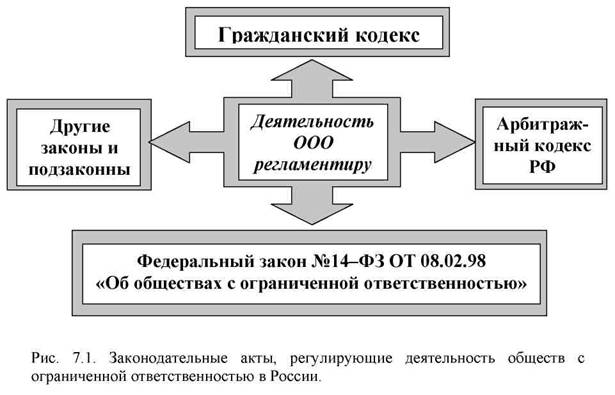 Гражданский кодекс
Другие
законы и
подзаконны
Деятельность
ООО
регламентиру
Арбитраж-
ный кодекс
РФ
Федеральный закон №14–ФЗ ОТ 08.02.98
«Об обществах с ограниченной ответственностью»
Рис. 7.1. Законодательные акты, регулирующие деятельность обществ с
ограниченной ответственностью в России.